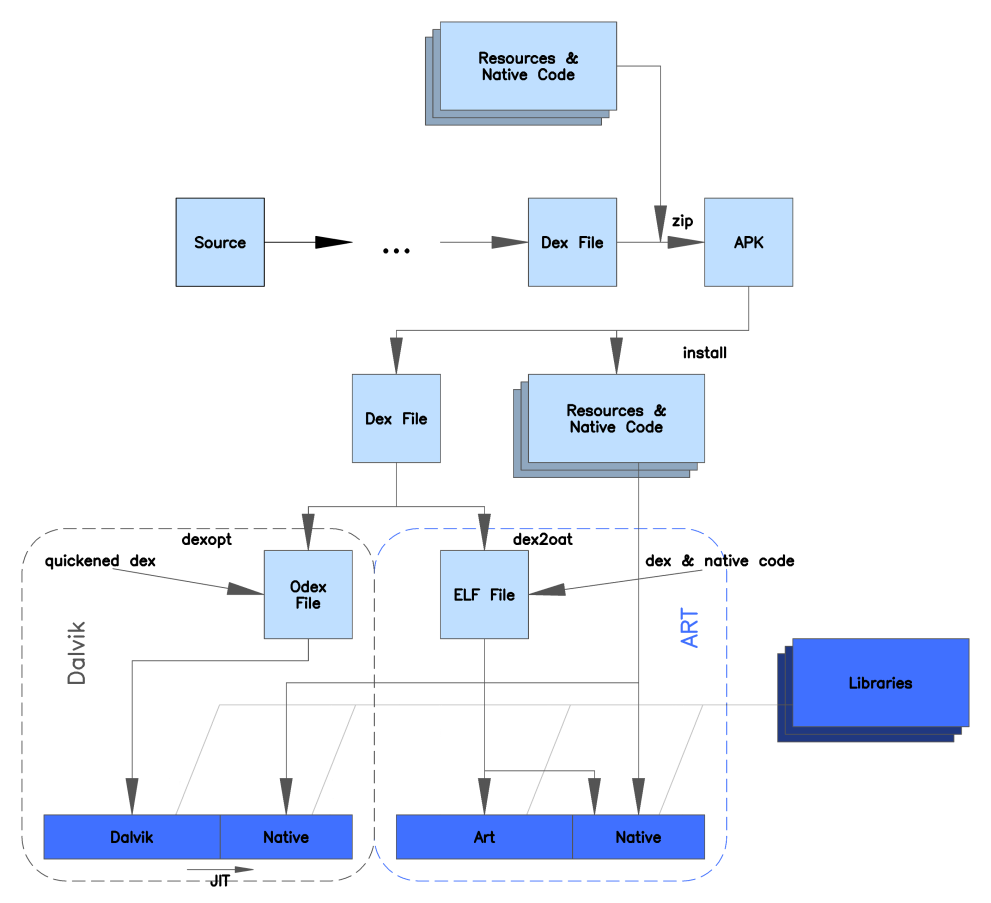 Resources &
Native Code
zip
Source
...
Dex File
APK
install
Dex File
Resources &
Native Code
dexopt
dex2oat
quickened dex
dex & native code
Odex
File
ELF File
Dalvik
ART
Libraries
Dalvik
Native
Art
Native
JIT